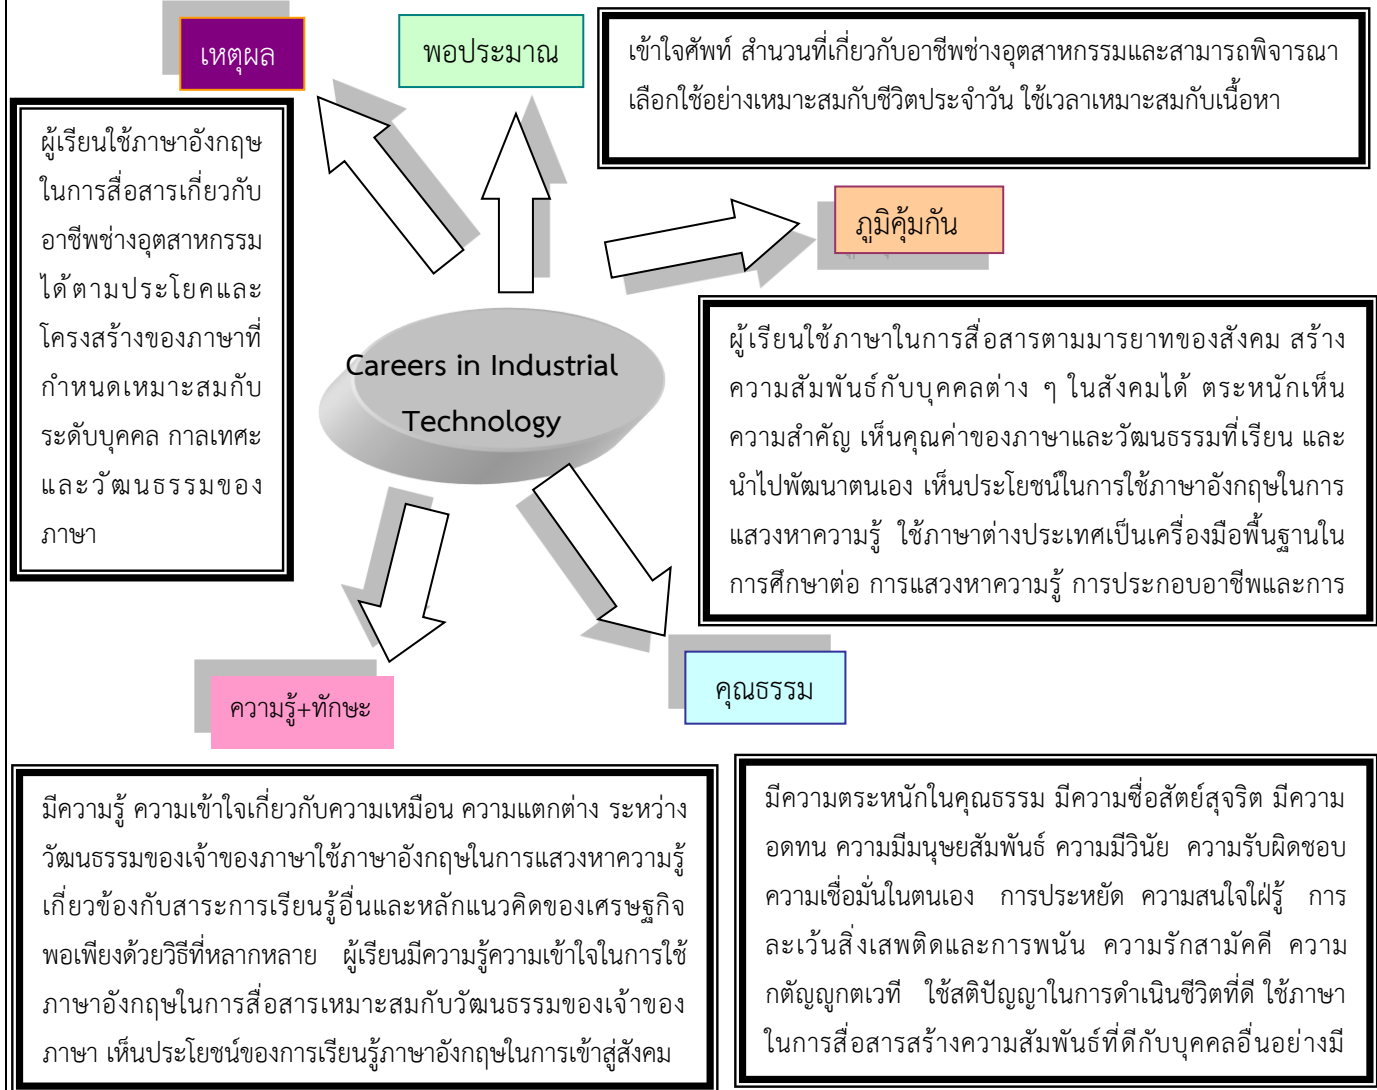 เหตุผล
พอประมาณ
เข้าใจศัพท์ สำนวนที่เกี่ยวกับอาชีพช่างอุตสาหกรรมและสามารถพิจารณา
เลือกใช้อย่างเหมาะสมกับชีวิตประจำวัน ใช้เวลาเหมาะสมกับเนื้อหา
ผู้เรียนใช้ภาษาอังกฤษ
ในการสื่อสารเกี่ยวกับ
อาชีพช่างอุตสาหกรรม
ได้ตามประโยคและ
โครงสร้างของภาษาที่
กำหนดเหมาะสมกับ
ระดับบุคคล กาลเทศะ
และวัฒนธรรมของ
ภาษา
ภูมิคุ้มกัน
Careers in Industrial
Technology
ผู้เรียนใช้ภาษาในการสื่อสารตามมารยาทของสังคม สร้าง
ความสัมพันธ์กับบุคคลต่าง ๆ ในสังคมได้ ตระหนักเห็น
ความสำคัญ เห็นคุณค่าของภาษาและวัฒนธรรมที่เรียน และ
นำไปพัฒนาตนเอง เห็นประโยชน์ในการใช้ภาษาอังกฤษในการ
แสวงหาความรู้ ใช้ภาษาต่างประเทศเป็นเครื่องมือพื้นฐานใน
การศึกษาต่อ การแสวงหาความรู้ การประกอบอาชีพและการ
ความรู้+ทักษะ
คุณธรรม
มีความรู้ ความเข้าใจเกี่ยวกับความเหมือน ความแตกต่าง ระหว่าง
วัฒนธรรมของเจ้าของภาษาใช้ภาษาอังกฤษในการแสวงหาความรู้
เกี่ยวข้องกับสาระการเรียนรู้อื่นและหลักแนวคิดของเศรษฐกิจ
พอเพียงด้วยวิธีที่หลากหลาย ผู้เรียนมีความรู้ความเข้าใจในการใช้
ภาษาอังกฤษในการสื่อสารเหมาะสมกับวัฒนธรรมของเจ้าของ
ภาษา เห็นประโยชน์ของการเรียนรู้ภาษาอังกฤษในการเข้าสู่สังคม
มีความตระหนักในคุณธรรม มีความซื่อสัตย์สุจริต มีความ
อดทน ความมีมนุษยสัมพันธ์ ความมีวินัย ความรับผิดชอบ
ความเชื่อมั่นในตนเอง การประหยัด ความสนใจใฝ่รู้ การ
ละเว้นสิ่งเสพติดและการพนัน ความรักสามัคคี ความ
กตัญญูกตเวที ใช้สติปัญญาในการดำเนินชีวิตที่ดี ใช้ภาษา
ในการสื่อสารสร้างความสัมพันธ์ที่ดีกับบุคคลอื่นอย่างมี